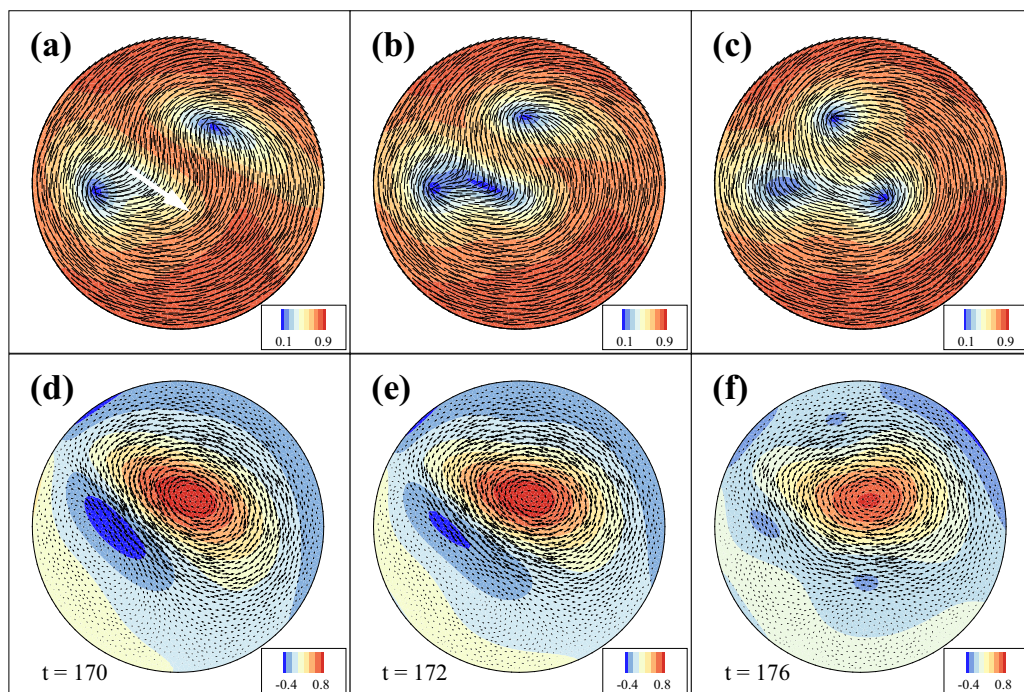 (a) (b) (c)
0.1 0.9 0.1 0.9 0.1 0.9
(d) (e) (f)
t = 170 t = 172 t = 176
-0.4 0.8 -0.4 0.8 -0.4 0.8